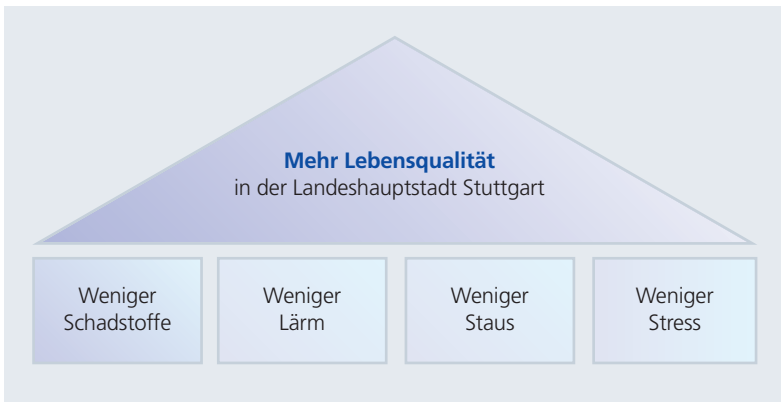 Mehr Lebensqualität
in der Landeshauptstadt Stuttgart
Weniger
Schadstoffe
Weniger
Lärm
Weniger
Staus
Weniger
Stress